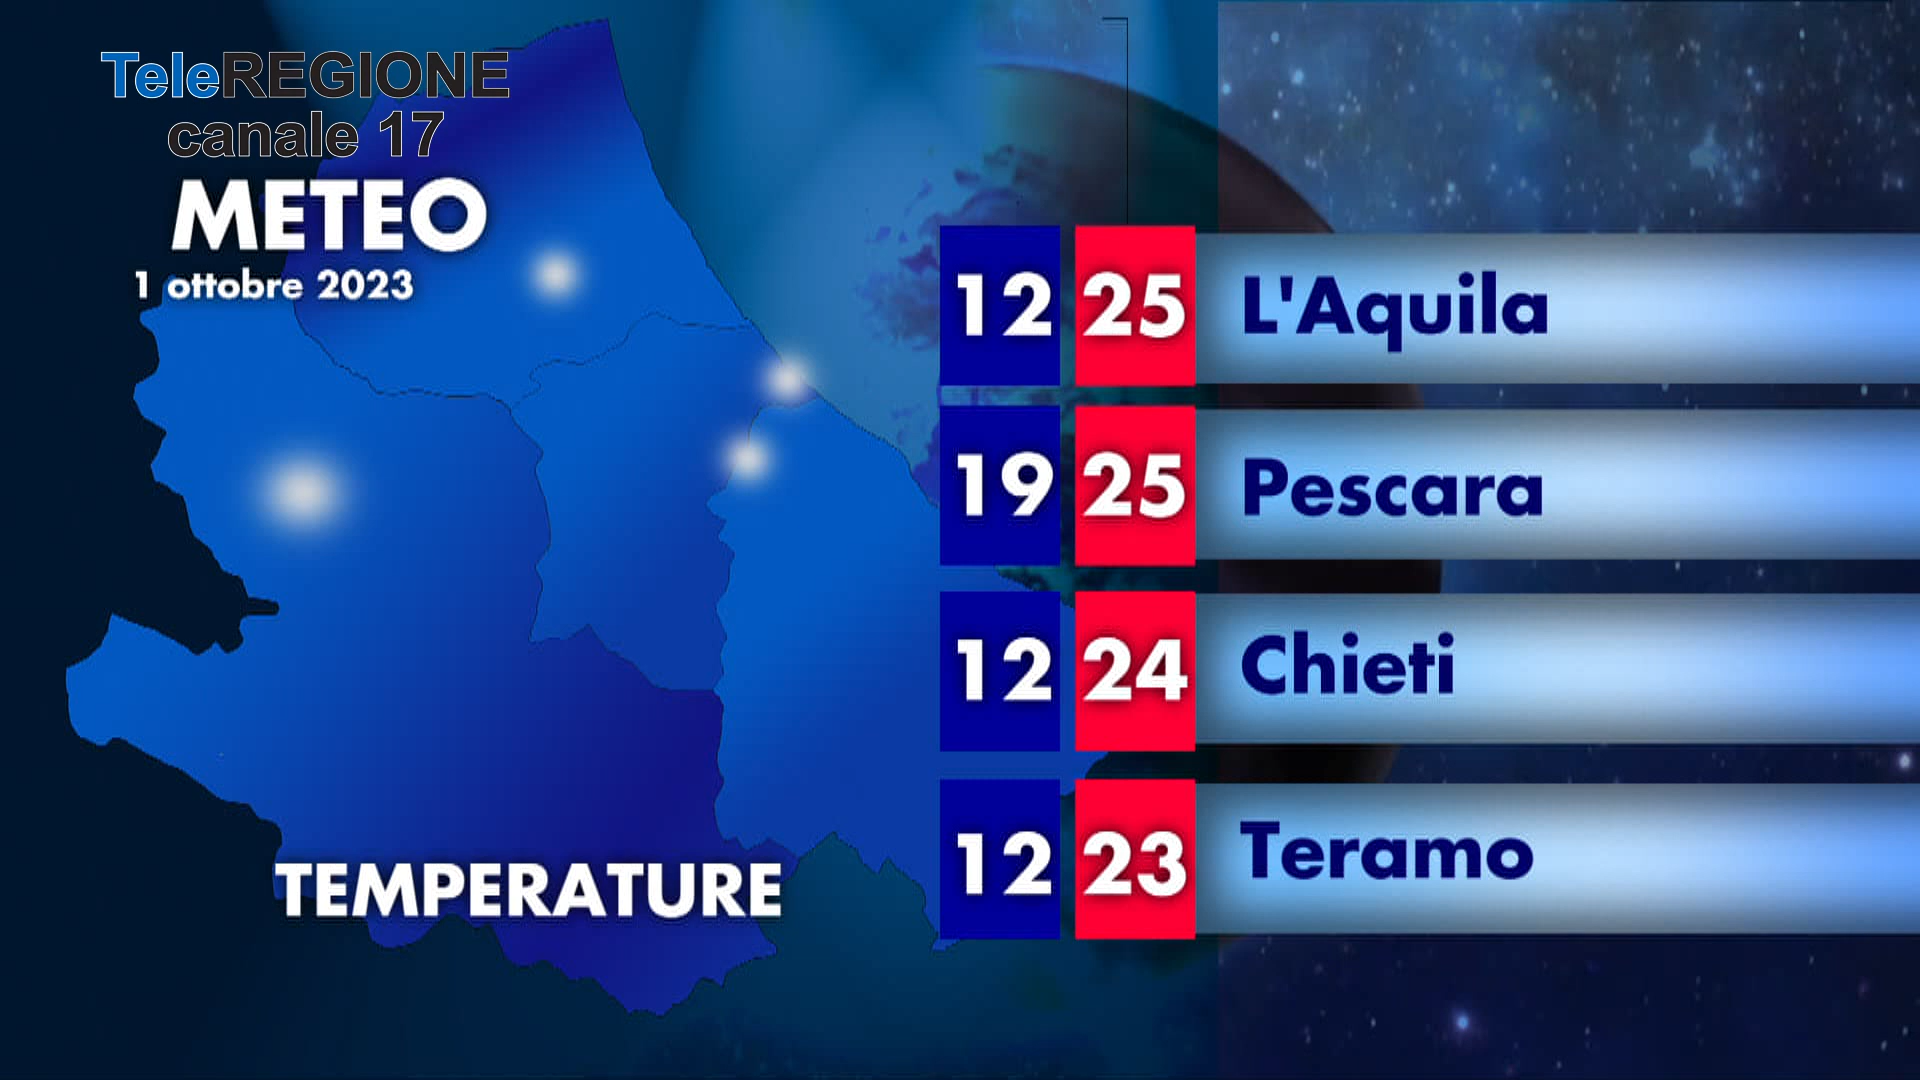 TeleREGIONE
canale 17
METEO
1 ottobre 2023
12 25 L'Aquila
19 25 Pescara
12 24 Chieti
12 23 Teramo
TEMPERATURE